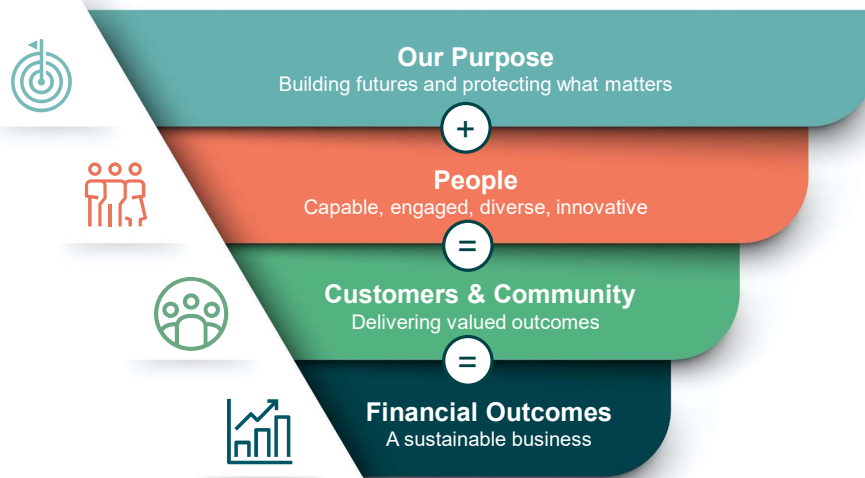 Our Purpose
Building futures and protecting what matters
+
People
Capable, engaged, diverse, innovative
=
Customers & Community
Delivering valued outcomes
=
Financial Outcomes
A sustainable business